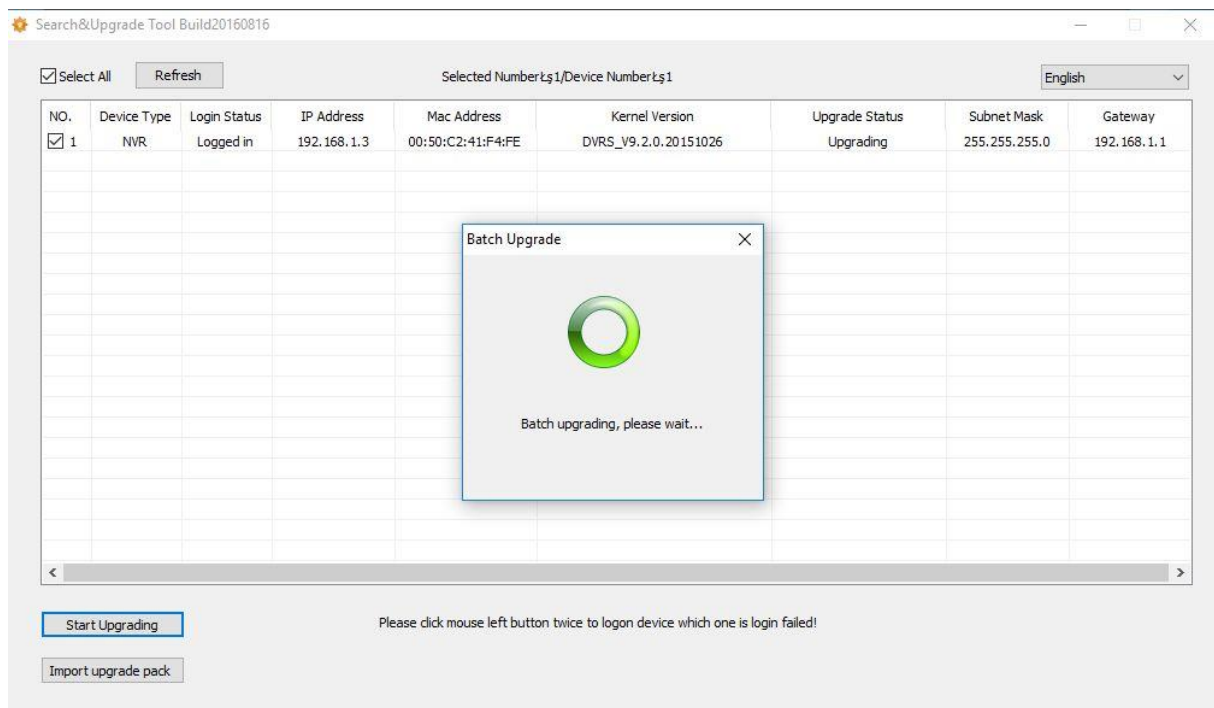 Search&Upgrade Tool Build20160816
Select All Refresh Selected NumberŁş1/Device NumberŁş1 English
NO. Device Type Login Status IP Address Mac Address Kernel Version Upgrade Status Subnet Mask Gateway
1 NVR Logged in 192.168.1.3 00:50:C2:41:F4:FE DVRS_V9.2.0.20151026 Upgrading 255.255.255.0 192.168.1.1
Batch Upgrade
Batch upgrading, please wait...
Start Upgrading Please click mouse left button twice to logon device which one is login failed!
Import upgrade pack